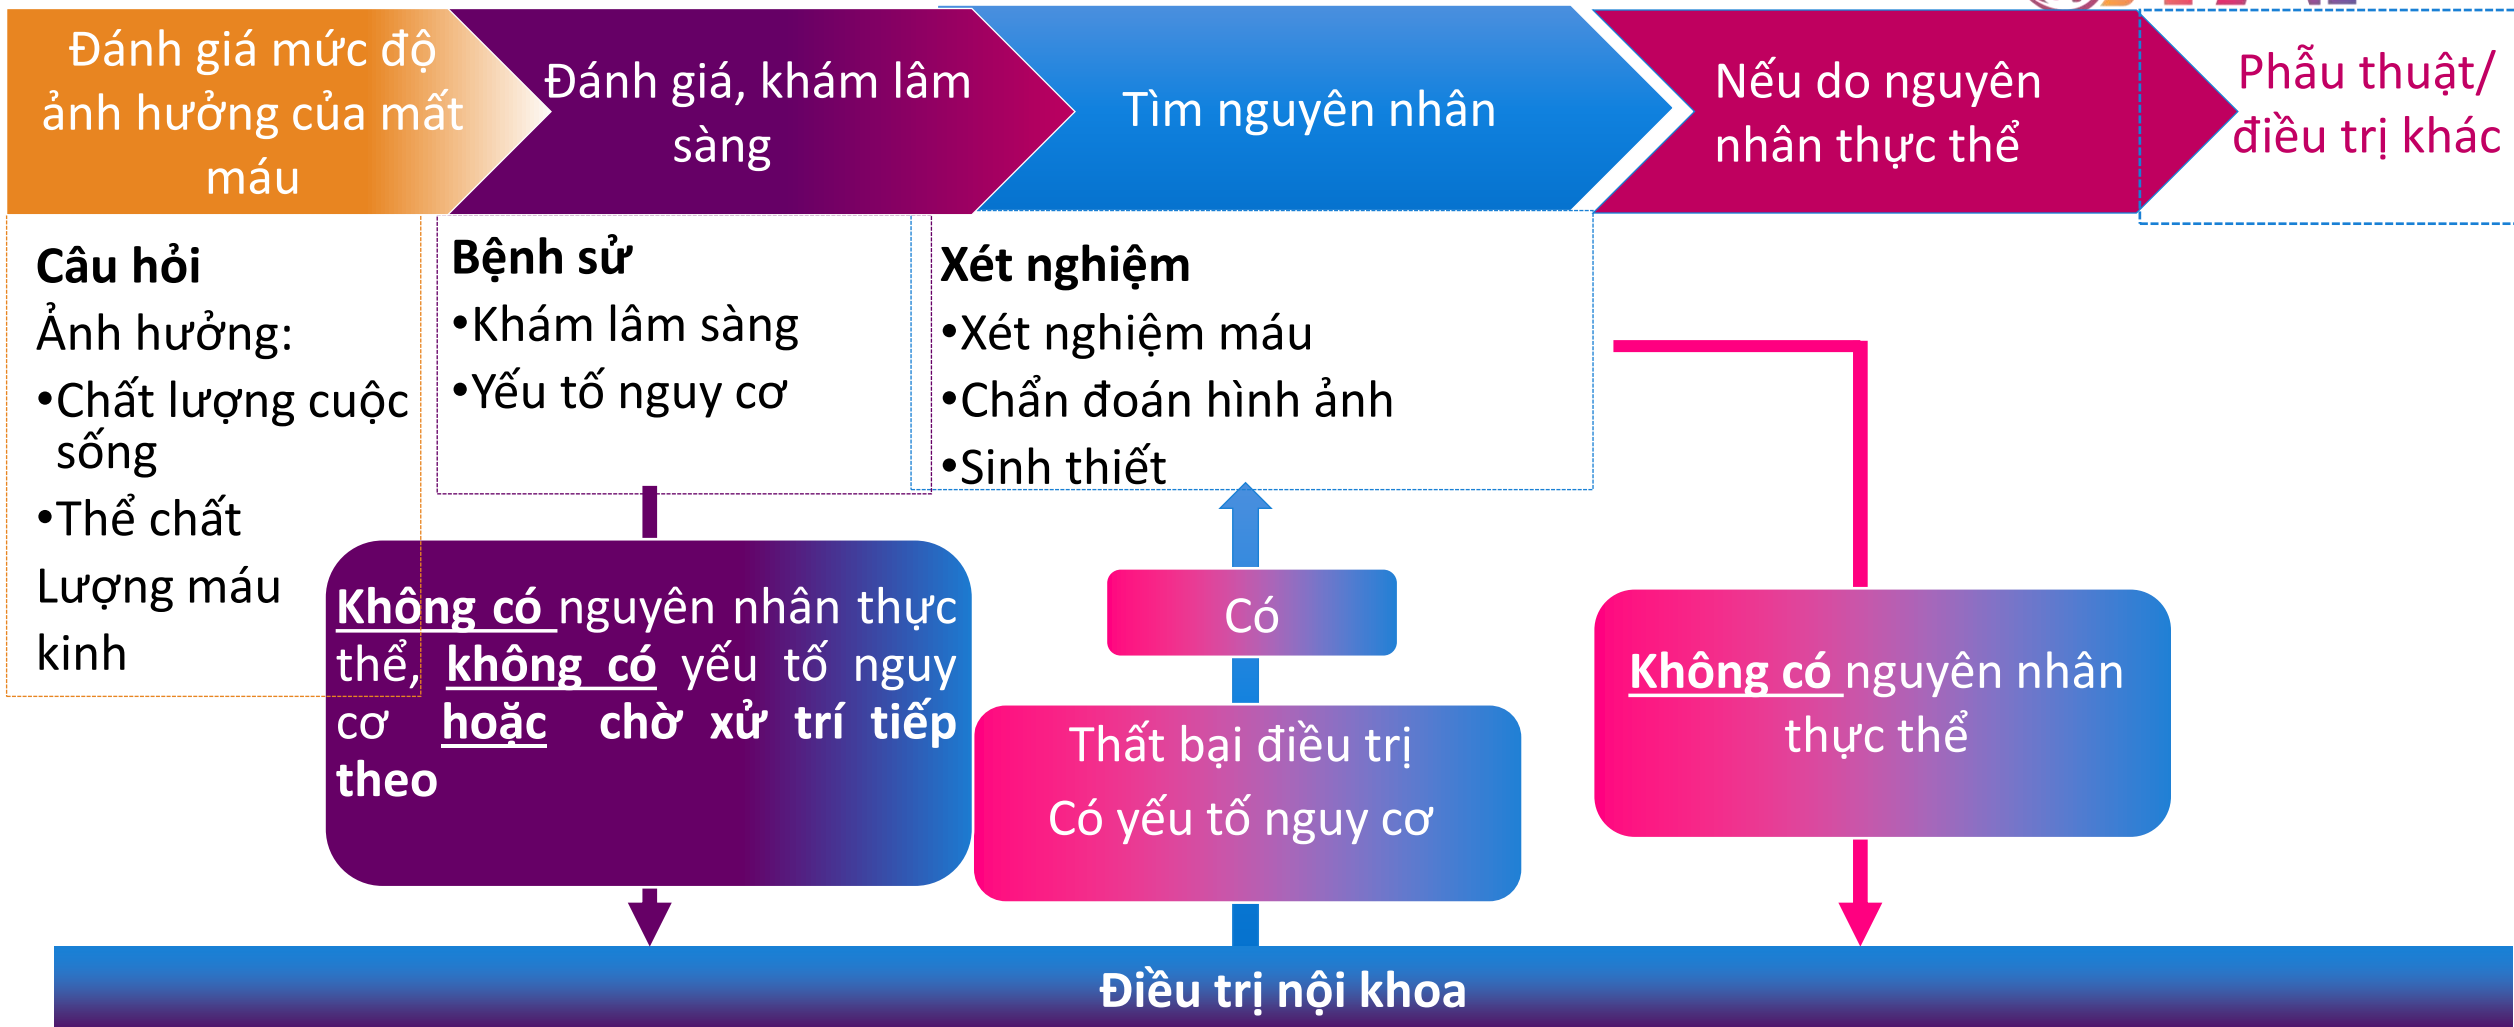 Đánh giá mức độ
ảnh hưởng của mất
máu
Đánh giá, khám lâm
sàng
Tìm nguyên nhân
Nếu do nguyên
nhân thực thể
Phẫu thuật/
điều trị khác
Câu hỏi
Ảnh hưởng:
•Chất lượng cuộc
sống
•Thể chất
Lượng máu
kinh
Bệnh sử
•Khám lâm sàng
•Yếu tố nguy cơ
Xét nghiệm
•Xét nghiệm máu
•Chẩn đoán hình ảnh
•Sinh thiết
Không có nguyên nhân thực
thể, không có yếu tố nguy
cơ hoặc chờ xử trí tiếp
theo
Có
Thất bại điều trị
Có yếu tố nguy cơ
Không có nguyên nhân
thực thể
Điều trị nội khoa